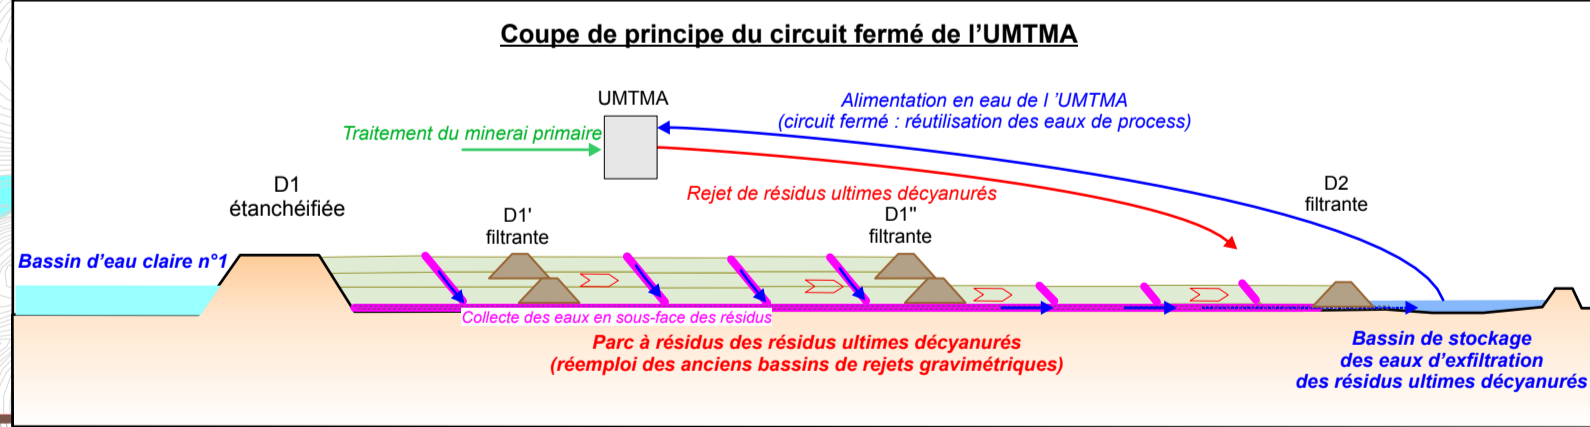 Coupe de principe du circuit fermé de l'UMTMA
UMTMA
Alimentation en eau de l 'UMTMA
(circuit fermé : réutilisation des eaux de process)
Traitement du minerai primaire
D1
étanchéifiée
Rejet de résidus ultimes décyanurés
D2
filtrante
D1'
filtrante
D1''
filtrante
Bassin d'eau claire n°1
Collecte des eaux en sous-face des résidus
Parc à résidus des résidus ultimes décyanurés
(réemploi des anciens bassins de rejets gravimétriques)
Bassin de stockage
des eaux d'exfiltration
des résidus ultimes décyanurés